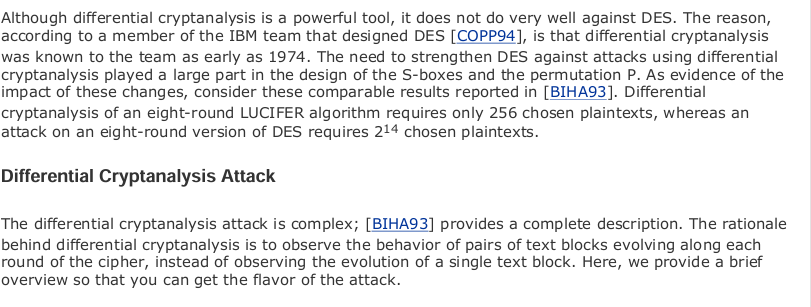 Although differential cryptanalysis is a powerful tool, it does not do very well against DES. The reason,
according to a member of the IBM team that designed DES [COPP94], is that differential cryptanalysis
was known to the team as early as 1974. The need to strengthen DES against attacks using differential
cryptanalysis played a large part in the design of the S-boxes and the permutation P. As evidence of the
impact of these changes, consider these comparable results reported in [BIHA93]. Differential
cryptanalysis of an eight-round LUCIFER algorithm requires only 256 chosen plaintexts, whereas an
attack on an eight-round version of DES requires 2¹⁴ chosen plaintexts.
Differential Cryptanalysis Attack
The differential cryptanalysis attack is complex; [BIHA93] provides a complete description. The rationale
behind differential cryptanalysis is to observe the behavior of pairs of text blocks evolving along each
round of the cipher, instead of observing the evolution of a single text block. Here, we provide a brief
overview so that you can get the flavor of the attack.